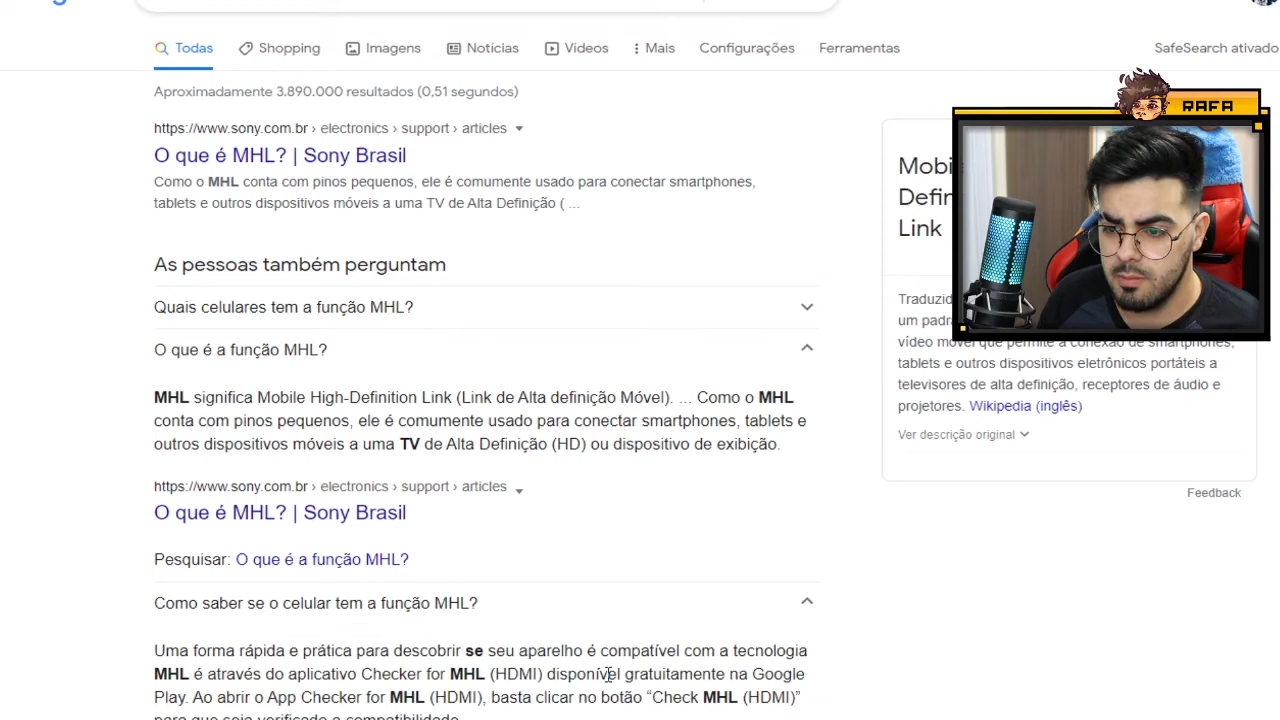 Todas Shopping Imagens Notícias Vídeos Mais Configurações Ferramentas SafeSearch ativado
Aproximadamente 3.890.000 resultados (0,51 segundos)
https://www.sony.com.br › electronics › support › articles
O que é MHL? | Sony Brasil
Como o MHL conta com pinos pequenos, ele é comumente usado para conectar smartphones,
tablets e outros dispositivos móveis a uma TV de Alta Definição ( ...
As pessoas também perguntam
Quais celulares tem a função MHL?
O que é a função MHL?
MHL significa Mobile High-Definition Link (Link de Alta definição Móvel). ... Como o MHL
conta com pinos pequenos, ele é comumente usado para conectar smartphones, tablets e
outros dispositivos móveis a uma TV de Alta Definição (HD) ou dispositivo de exibição.
https://www.sony.com.br › electronics › support › articles
O que é MHL? | Sony Brasil
Pesquisar: O que é a função MHL?
Como saber se o celular tem a função MHL?
Uma forma rápida e prática para descobrir se seu aparelho é compatível com a tecnologia
MHL é através do aplicativo Checker for MHL (HDMI) disponível gratuitamente na Google
Play. Ao abrir o App Checker for MHL (HDMI), basta clicar no botão “Check MHL (HDMI)”
para que seja verificado a compatibilidade.
RAFA
Mobi
Defin
Link
Traduzid
um padrã
vídeo móvel que permite a conexão de smartphones,
tablets e outros dispositivos eletrônicos portáteis a
televisores de alta definição, receptores de áudio e
projetores. Wikipedia (inglês)
Ver descrição original
Feedback